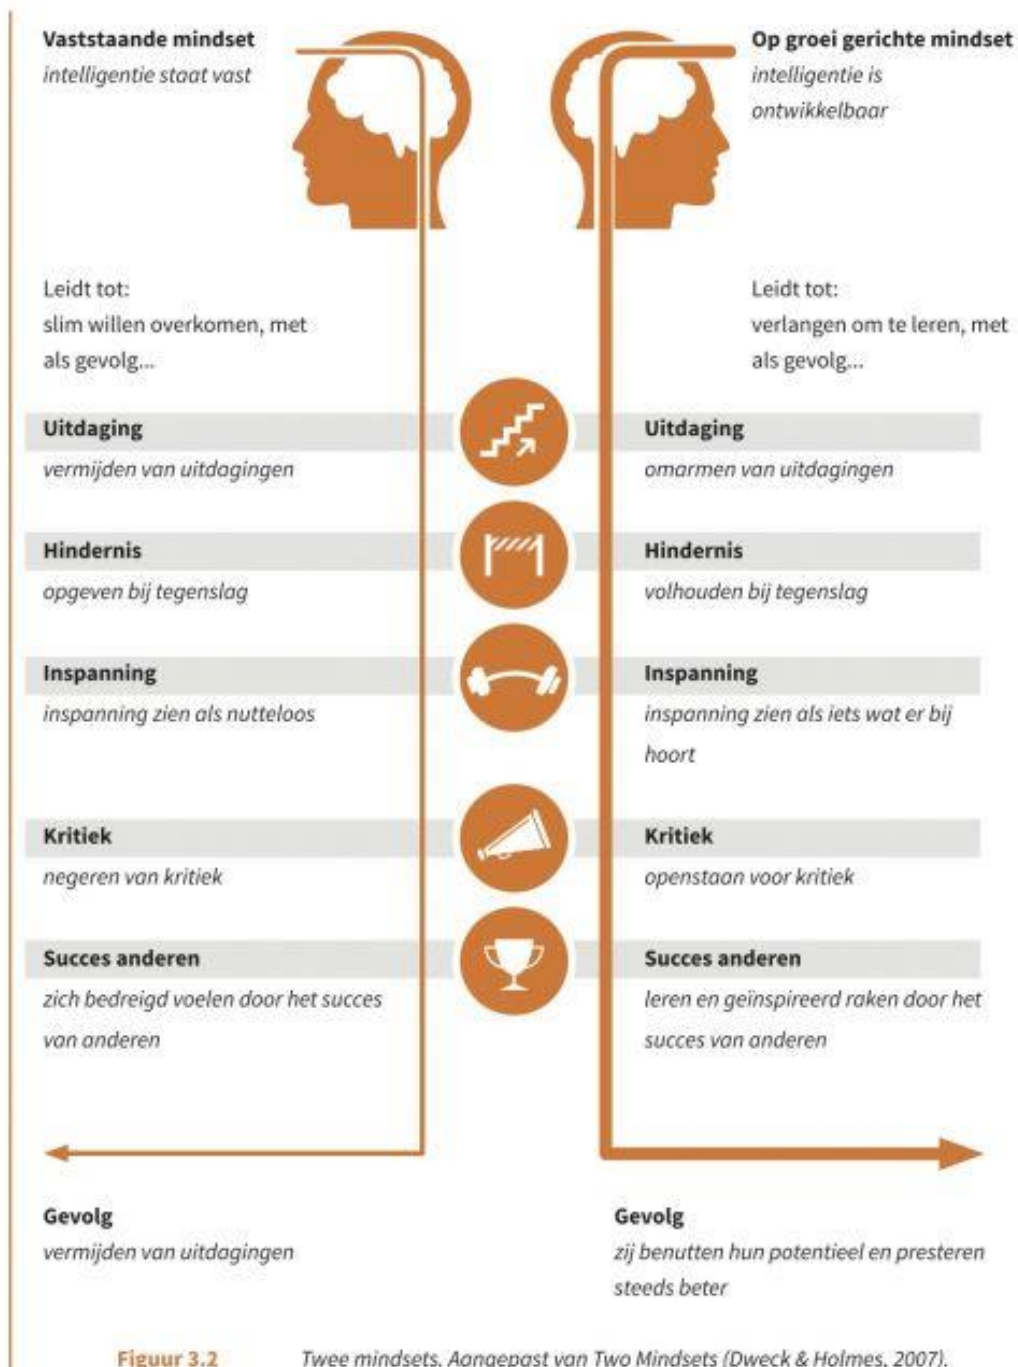 Vaststaande mindset
intelligentie staat vast
Op groei gerichte mindset
intelligentie is
ontwikkelbaar
Leidt tot:
slim willen overkomen, met
als gevolg...
Leidt tot:
verlangen om te leren, met
als gevolg...
Uitdaging
vermijden van uitdagingen
Uitdaging
omarmen van uitdagingen
Hindernis
opgeven bij tegenslag
Hindernis
volhouden bij tegenslag
Inspanning
inspanning zien als nutteloos
Inspanning
inspanning zien als iets wat er bij
hoort
Kritiek
negeren van kritiek
Kritiek
openstaan voor kritiek
Succes anderen
zich bedreigd voelen door het succes
van anderen
Succes anderen
leren en geïnspireerd raken door het
succes van anderen
Gevolg
vermijden van uitdagingen
Gevolg
zij benutten hun potentieel en presteren
steeds beter
Figuur 3.2 Twee mindsets. Aangepast van Two Mindsets (Dweck & Holmes, 2007).